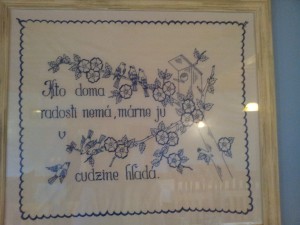 Kto doma
radosti nemá, márne ju
v
cudzine hľadá.